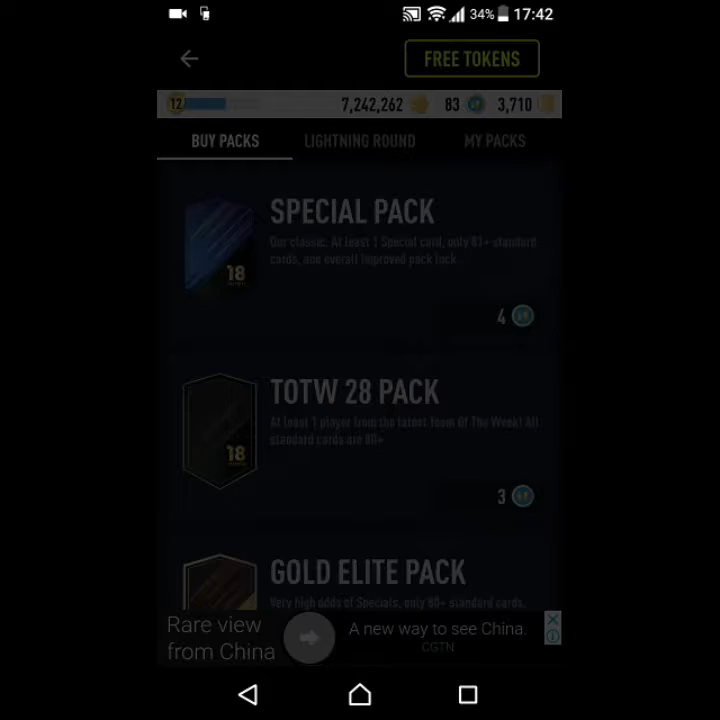 34% 17:42
FREE TOKENS
12 7,242,262 83 3,710
BUY PACKS LIGHTNING ROUND MY PACKS
SPECIAL PACK
Our classic. At least 1 Special card, only 81+ standard
cards, and overall improved pack luck.
18
4
TOTW 28 PACK
At least 1 player from the latest Team Of The Week! All
standard cards are 80+
18
3
GOLD ELITE PACK
Very high odds of Specials, only 80+ standard cards.
Rare view
from China
A new way to see China.
CGTN